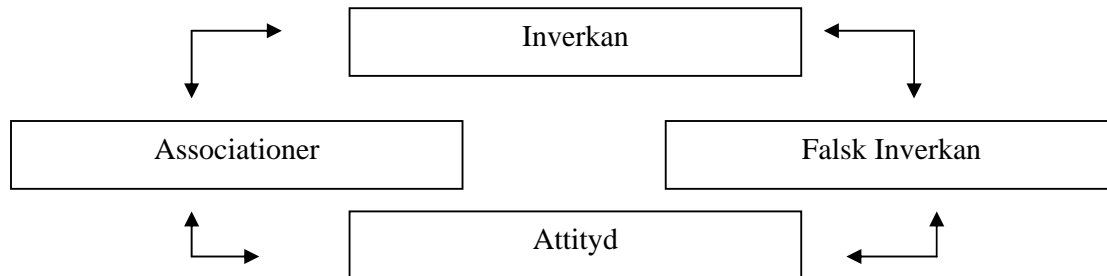 Inverkan
Associationer
Falsk Inverkan
Attityd